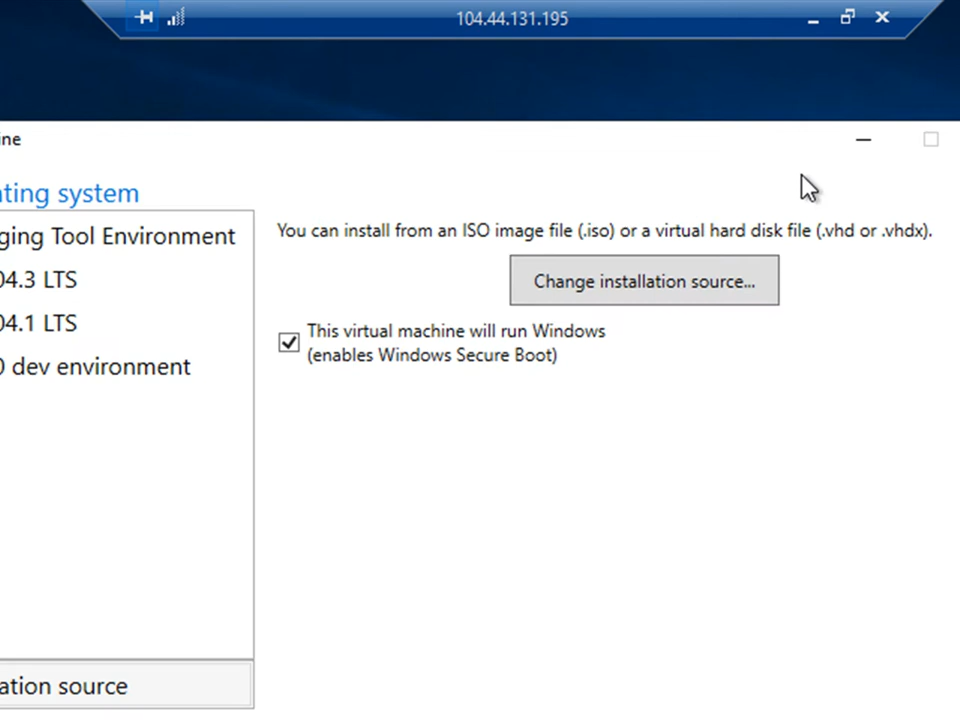 104.44.131.195
ine
ating system
ging Tool Environment
04.3 LTS
04.1 LTS
0 dev environment
ation source
You can install from an ISO image file (.iso) or a virtual hard disk file (.vhd or .vhdx).
Change installation source...
This virtual machine will run Windows
(enables Windows Secure Boot)